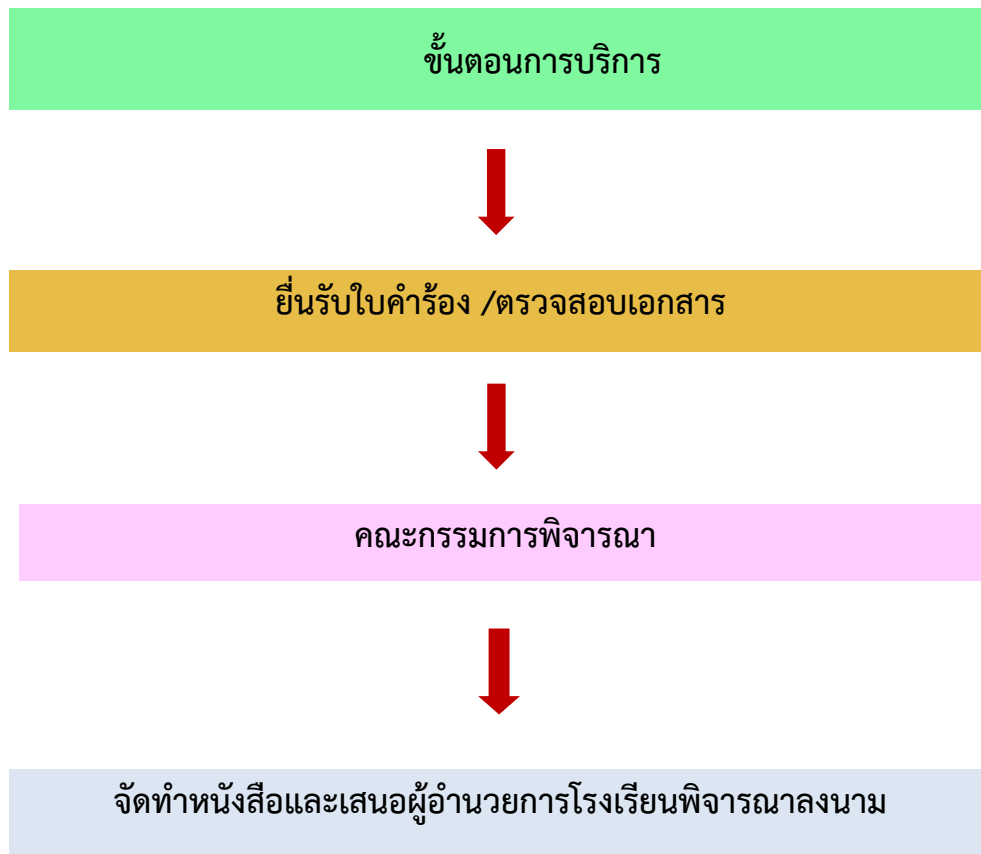 ขั้นตอนการบริการ
ยื่นรับใบคำร้อง /ตรวจสอบเอกสาร
คณะกรรมการพิจารณา
จัดทำหนังสือและเสนอผู้อำนวยการโรงเรียนพิจารณาลงนาม